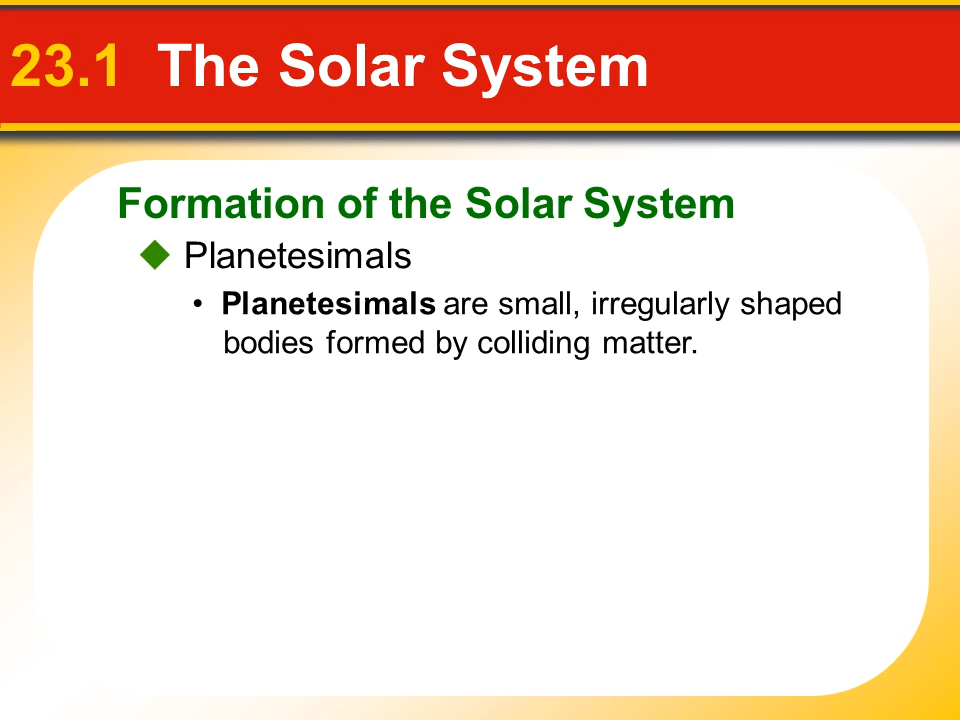 23.1 The Solar System
Formation of the Solar System
◆ Planetesimals
• Planetesimals are small, irregularly shaped
bodies formed by colliding matter.